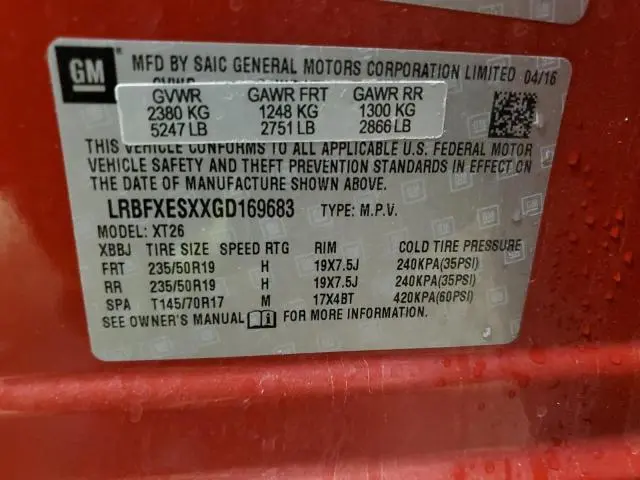 GM
MFD BY SAIC GENERAL MOTORS CORPORATION LIMITED 04/16
GVWR GAWR FRT GAWR RR
2380 KG 1248 KG 1300 KG
5247 LB 2751 LB 2866 LB
THIS VEHICLE CONFORMS TO ALL APPLICABLE U.S. FEDERAL MOTOR
VEHICLE SAFETY AND THEFT PREVENTION STANDARDS IN EFFECT ON
THE DATE OF MANUFACTURE SHOWN ABOVE.
LRBFXESXXGD169683 TYPE: M.P.V.
MODEL: XT26
XBBJ TIRE SIZE SPEED RTG RIM COLD TIRE PRESSURE
FRT 235/50R19 H 19X7.5J 240KPA(35PSI)
RR 235/50R19 H 19X7.5J 240KPA(35PSI)
SPA T145/70R17 M 17X4BT 420KPA(60PSI)
SEE OWNER'S MANUAL FOR MORE INFORMATION.